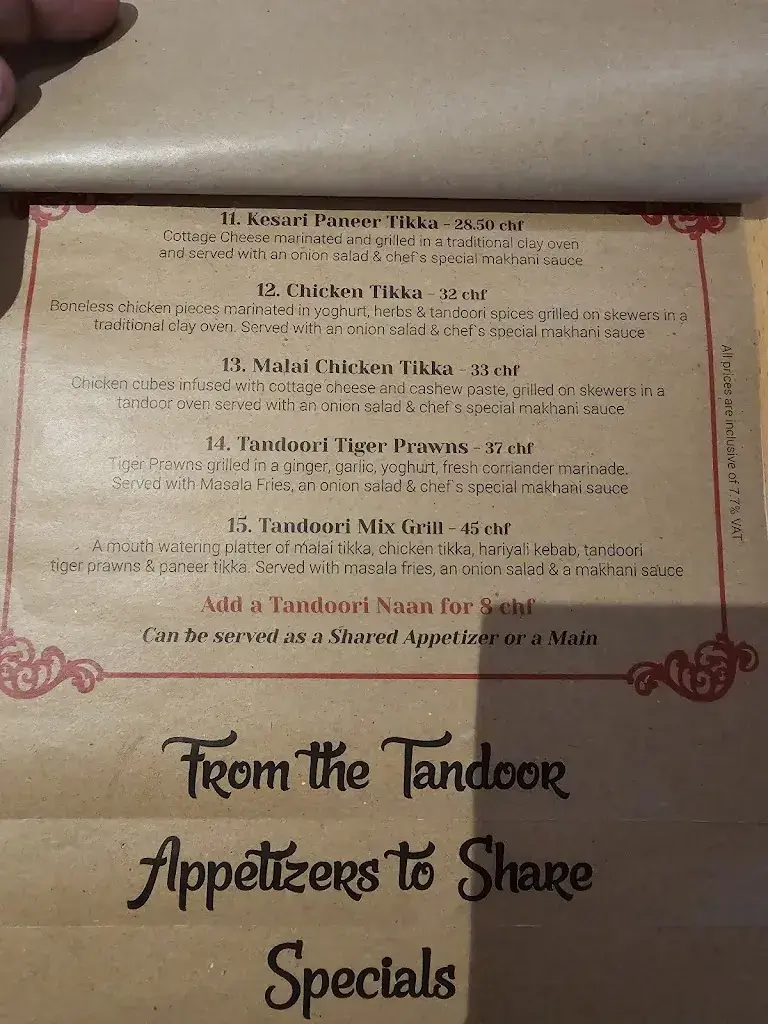 11. Kesari Paneer Tikka - 28.50 chf
Cottage Cheese marinated and grilled in a traditional clay oven
and served with an onion salad & chef`s special makhani sauce
12. Chicken Tikka - 32 chf
Boneless chicken pieces marinated in yoghurt, herbs & tandoori spices grilled on skewers in a
traditional clay oven. Served with an onion salad & chef`s special makhani sauce
13. Malai Chicken Tikka - 33 chf
Chicken cubes infused with cottage cheese and cashew paste, grilled on skewers in a
tandoor oven served with an onion salad & chef`s special makhani sauce
14. Tandoori Tiger Prawns - 37 chf
Tiger Prawns grilled in a ginger, garlic, yoghurt, fresh corriander marinade.
Served with Masala Fries, an onion salad & chef`s special makhani sauce
15. Tandoori Mix Grill - 45 chf
A mouth watering platter of malai tikka, chicken tikka, hariyali kebab, tandoori
tiger prawns & paneer tikka. Served with masala fries, an onion salad & a makhani sauce
Add a Tandoori Naan for 8 chf
Can be served as a Shared Appetizer or a Main
All prices are inclusive of 7.7% VAT
From the Tandoor
Appetizers to Share
Specials